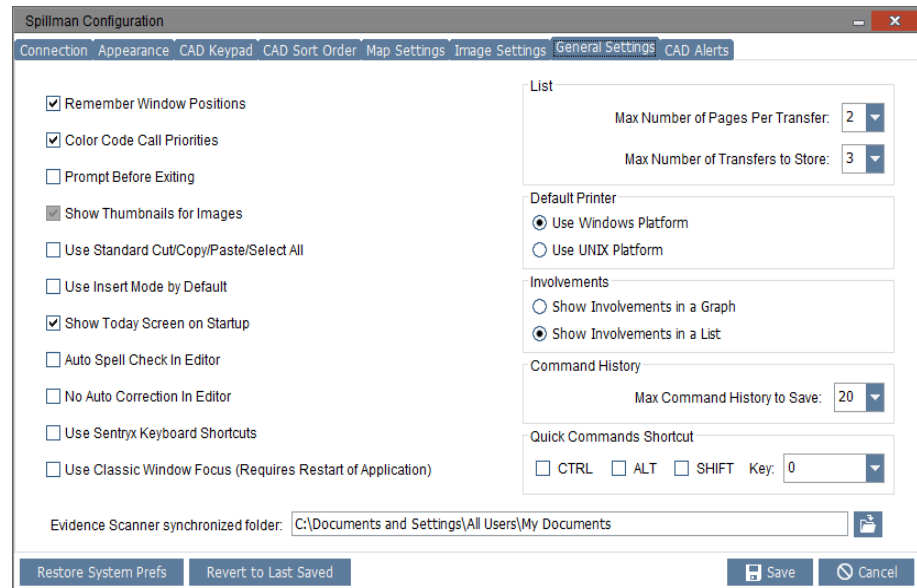 Spillman Configuration
Connection Appearance CAD Keypad CAD Sort Order Map Settings Image Settings General Settings CAD Alerts
Remember Window Positions
Color Code Call Priorities
Prompt Before Exiting
Show Thumbnails for Images
Use Standard Cut/Copy/Paste/Select All
Use Insert Mode by Default
Show Today Screen on Startup
Auto Spell Check In Editor
No Auto Correction In Editor
Use Sentryx Keyboard Shortcuts
Use Classic Window Focus (Requires Restart of Application)
List
Max Number of Pages Per Transfer: 2
Max Number of Transfers to Store: 3
Default Printer
Use Windows Platform
Use UNIX Platform
Involvements
Show Involvements in a Graph
Show Involvements in a List
Command History
Max Command History to Save: 20
Quick Commands Shortcut
CTRL ALT SHIFT Key: 0
Evidence Scanner synchronized folder: C:\Documents and Settings\All Users\My Documents
Restore System Prefs Revert to Last Saved Save Cancel